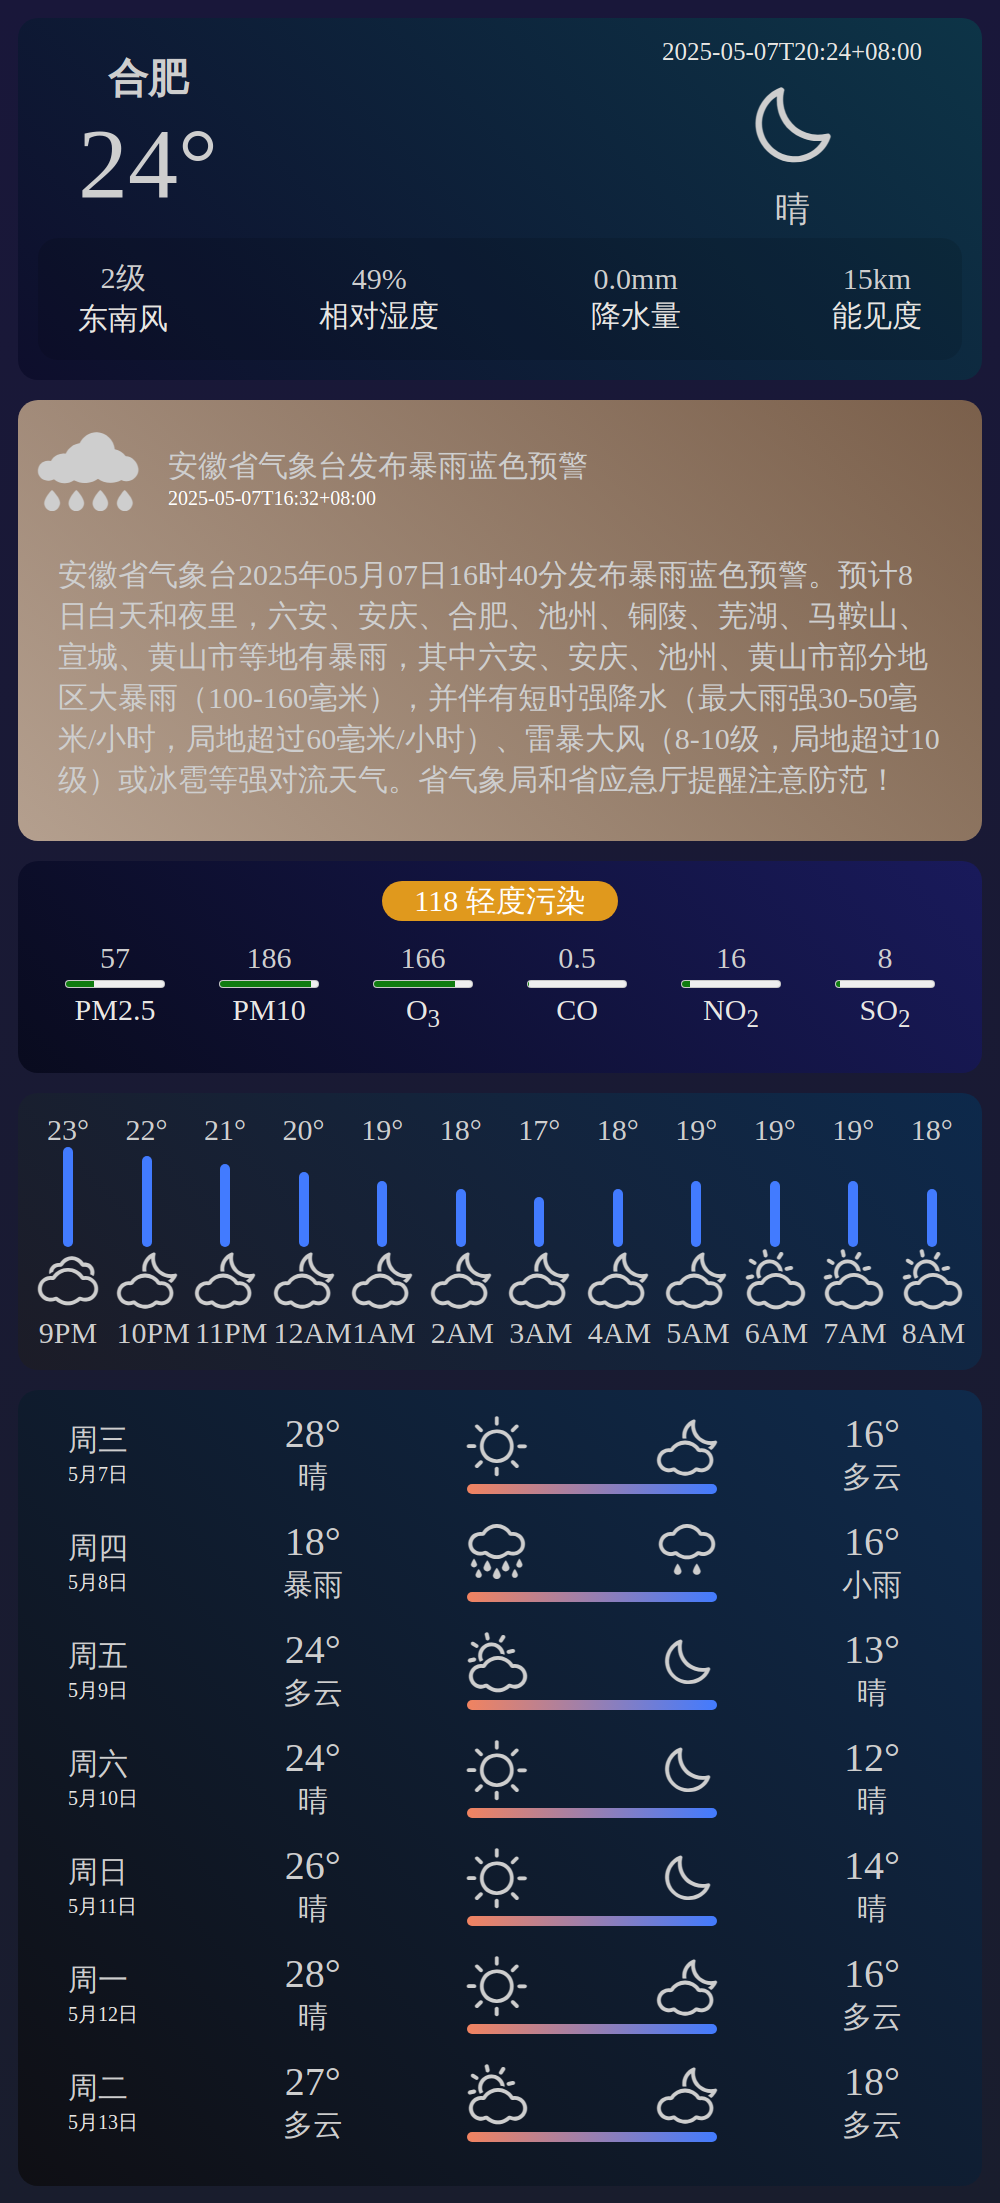 合肥
24°
2025-05-07T20:24+08:00
晴
2级 49% 0.0mm 15km
东南风 相对湿度 降水量 能见度
安徽省气象台发布暴雨蓝色预警
2025-05-07T16:32+08:00
安徽省气象台2025年05月07日16时40分发布暴雨蓝色预警。预计8
日白天和夜里，六安、安庆、合肥、池州、铜陵、芜湖、马鞍山、
宣城、黄山市等地有暴雨，其中六安、安庆、池州、黄山市部分地
区大暴雨（100-160毫米），并伴有短时强降水（最大雨强30-50毫
米/小时，局地超过60毫米/小时）、雷暴大风（8-10级，局地超过10
级）或冰雹等强对流天气。省气象局和省应急厅提醒注意防范！
118 轻度污染
57 186 166 0.5 16 8
PM2.5 PM10 O3 CO NO2 SO2
23° 22° 21° 20° 19° 18° 17° 18° 19° 19° 19° 18°
9PM 10PM 11PM 12AM 1AM 2AM 3AM 4AM 5AM 6AM 7AM 8AM
周三 28° 16°
5月7日 晴 多云
周四 18° 16°
5月8日 暴雨 小雨
周五 24° 13°
5月9日 多云 晴
周六 24° 12°
5月10日 晴 晴
周日 26° 14°
5月11日 晴 晴
周一 28° 16°
5月12日 晴 多云
周二 27° 18°
5月13日 多云 多云